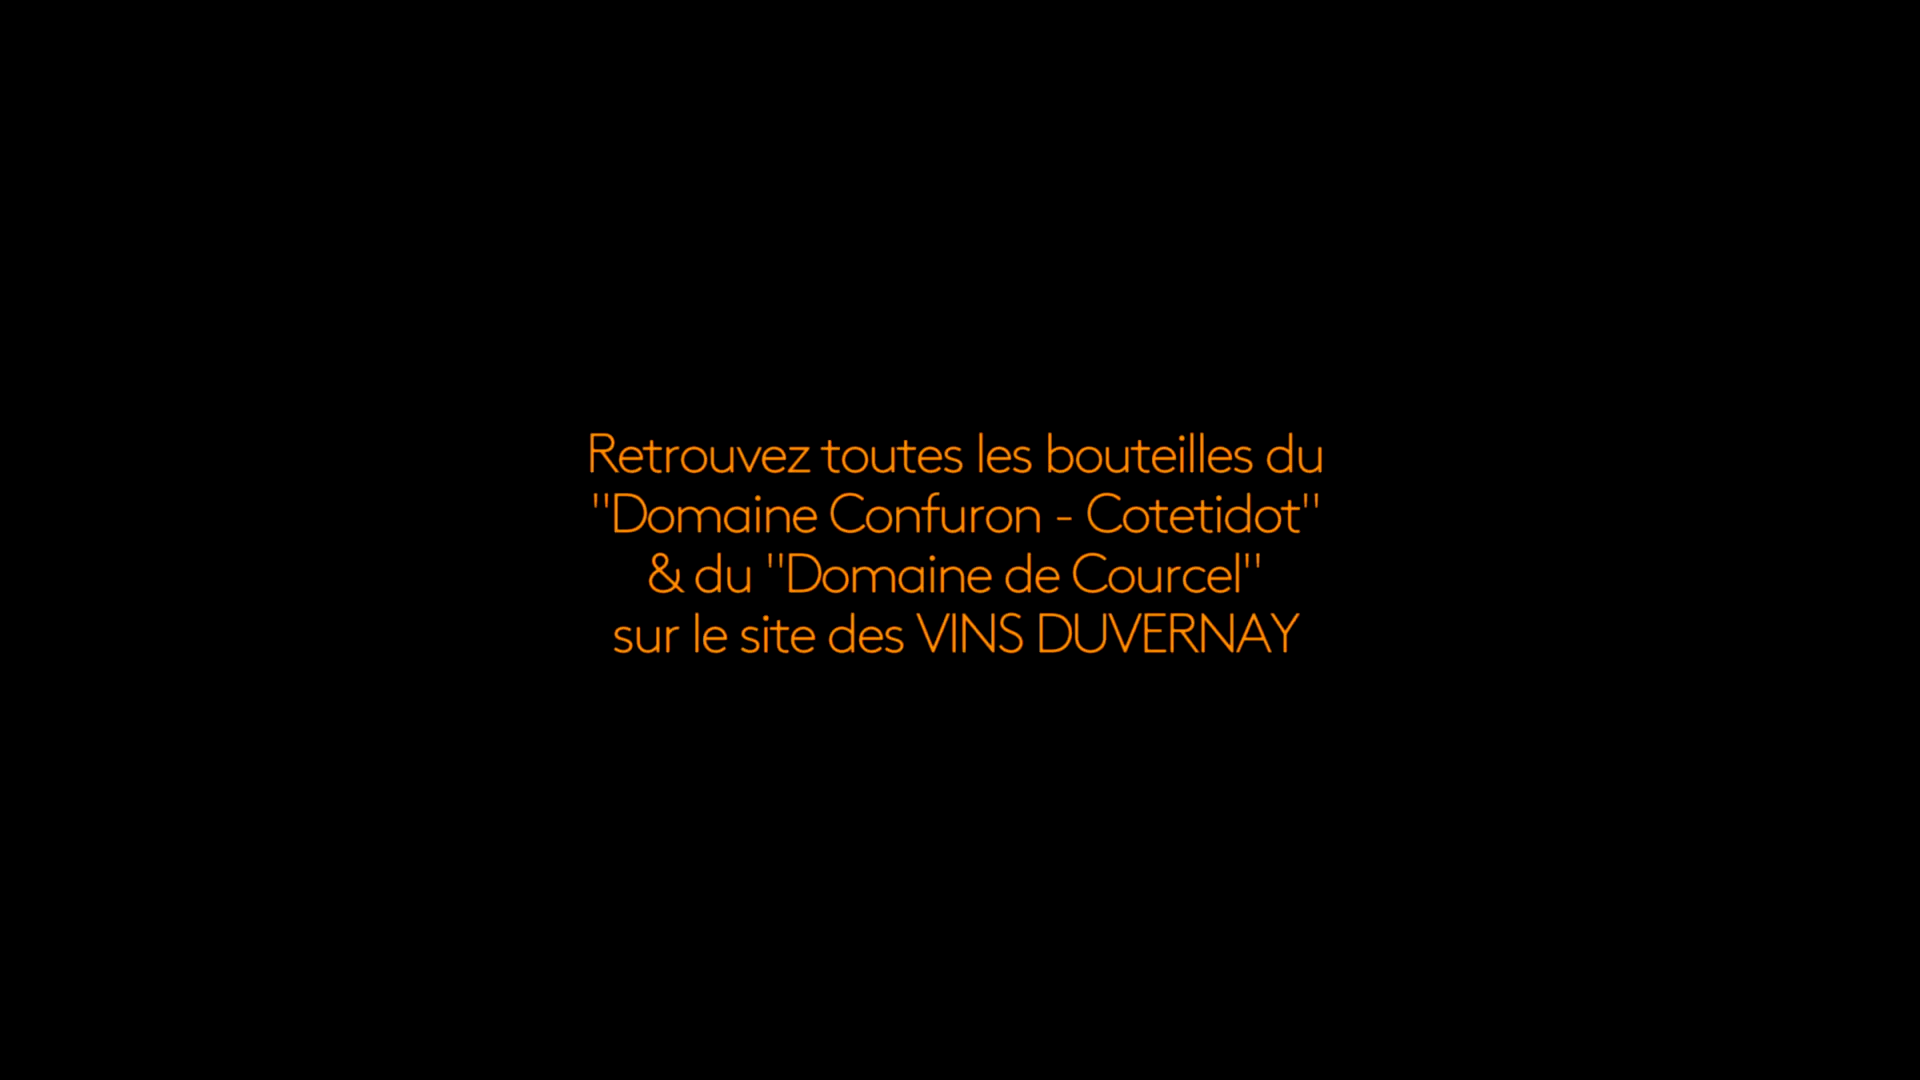 Retrouvez toutes les bouteilles du
"Domaine Confuron - Cotetidot"
& du "Domaine de Courcel"
sur le site des VINS DUVERNAY